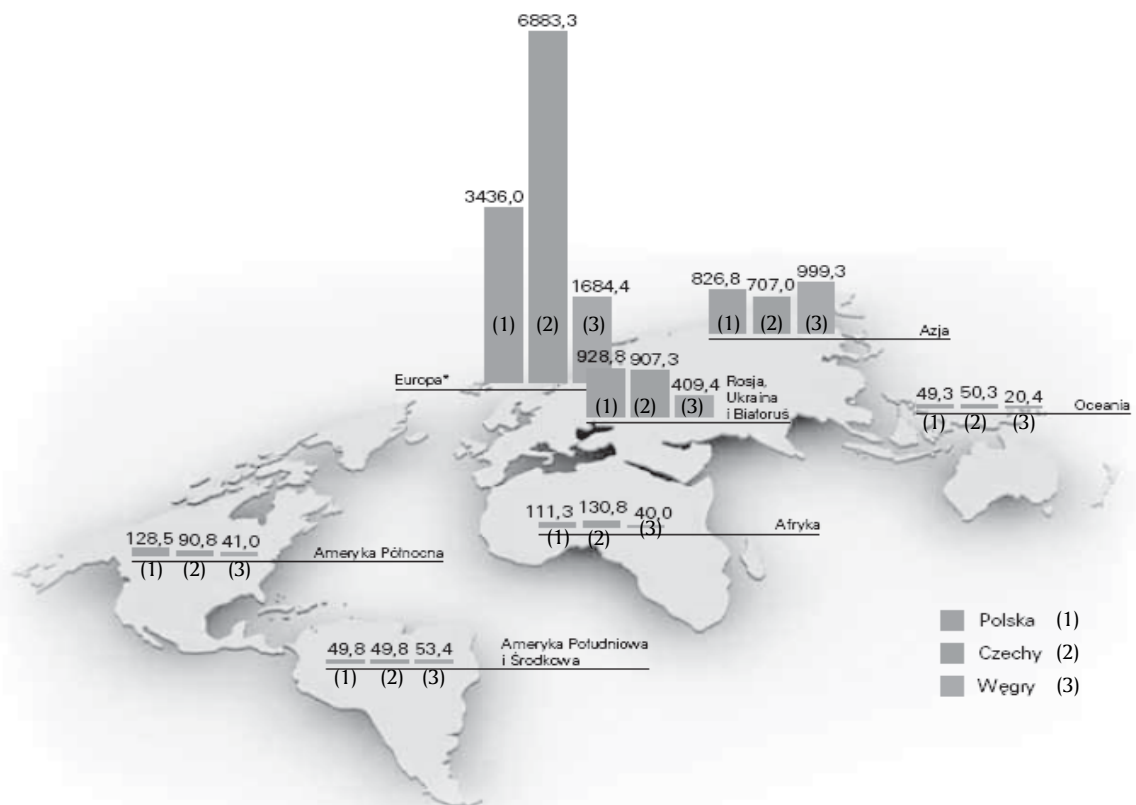 6883,3
3436,0
1684,4
(1) (2) (3)
Europa*
826,8 707,0 999,3
(1) (2) (3)
Azja
928,8 907,3 409,4
(1) (2) (3)
Rosja,
Ukraina
i Białoruś
49,3 50,3 20,4
(1) (2) (3)
Oceania
111,3 130,8 40,0
(1) (2) (3)
Afryka
128,5 90,8 41,0
(1) (2) (3)
Ameryka Północna
49,8 49,8 53,4
(1) (2) (3)
Ameryka Południowa
i Środkowa
Polska (1)
Czechy (2)
Węgry (3)